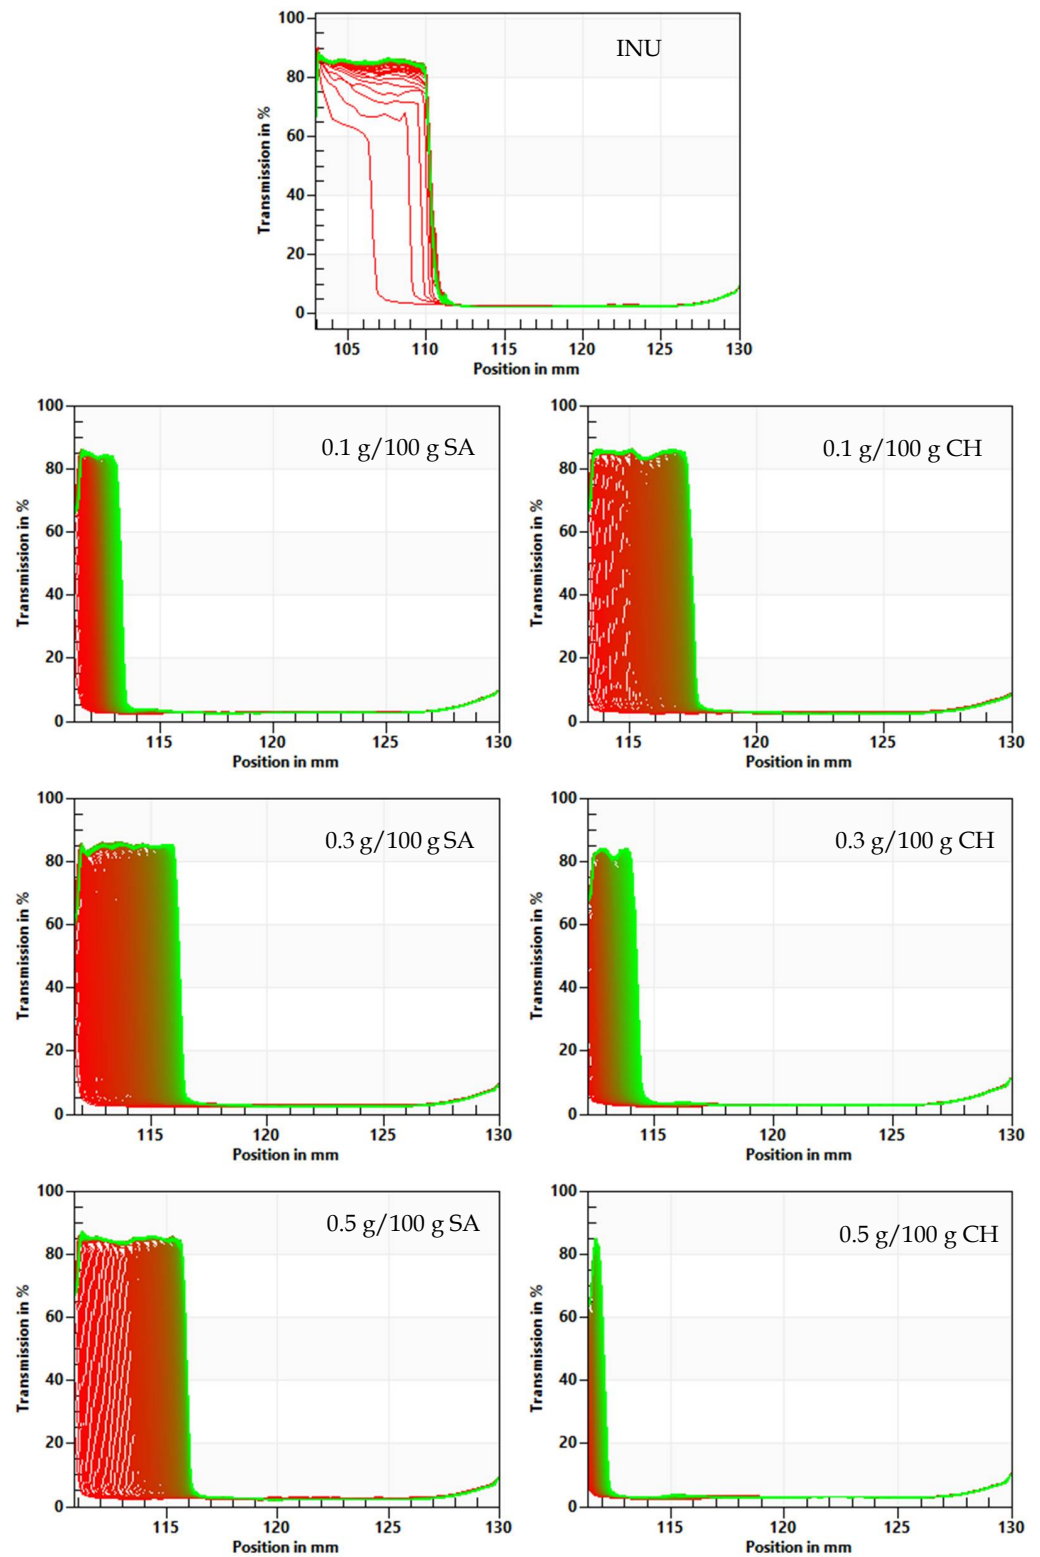 INU
Transmission in %
100
80
60
40
20
0
105 110 115 120 125 130
Position in mm
0.1 g/100 g SA
Transmission in %
100
80
60
40
20
0
115 120 125 130
Position in mm
0.1 g/100 g CH
Transmission in %
100
80
60
40
20
0
115 120 125 130
Position in mm
0.3 g/100 g SA
Transmission in %
100
80
60
40
20
0
115 120 125 130
Position in mm
0.3 g/100 g CH
Transmission in %
100
80
60
40
20
0
115 120 125 130
Position in mm
0.5 g/100 g SA
Transmission in %
100
80
60
40
20
0
115 120 125 130
Position in mm
0.5 g/100 g CH
Transmission in %
100
80
60
40
20
0
115 120 125 130
Position in mm